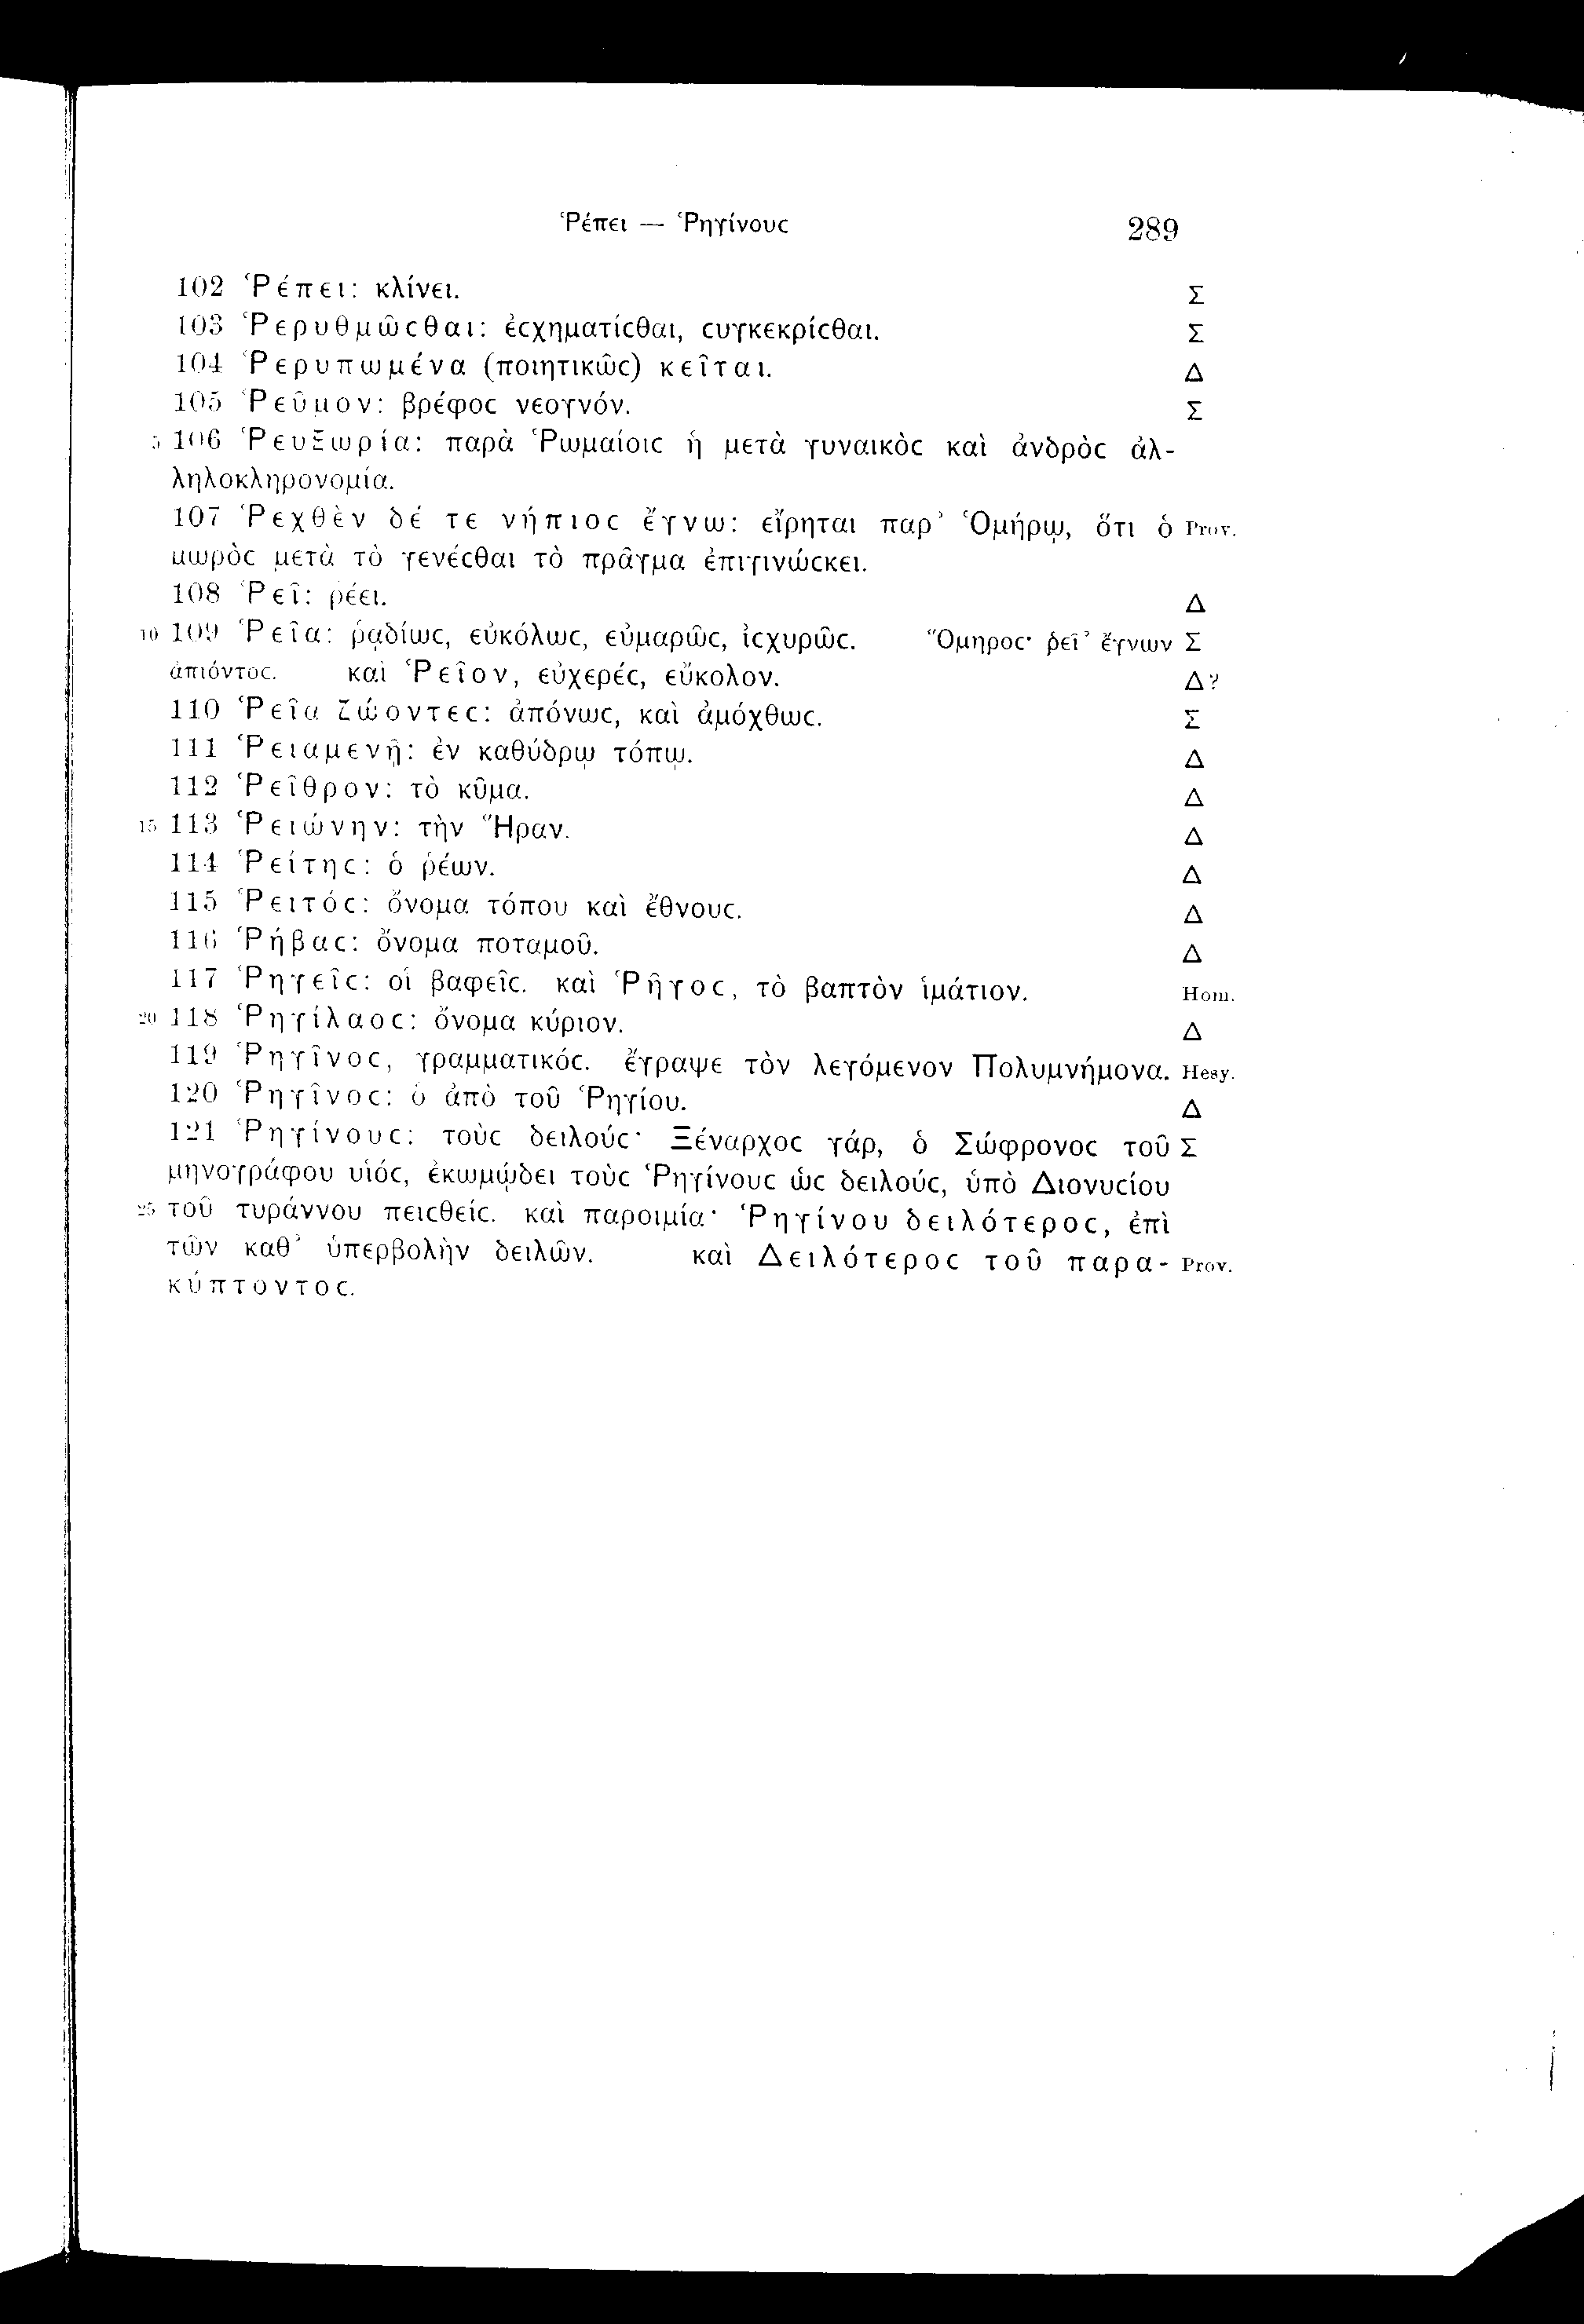 Ῥέπει — Ῥηγίνουϲ 289
102 Ῥέπει: κλίνει. Σ
103 Ῥερυθμῶϲθαι: ἐϲχηματίϲθαι, ϲυγκεκρίϲθαι. Σ
104 Ῥερυπωμένα (ποιητικῶϲ) κεῖται. Δ
105 Ῥεῦμον: βρέφοϲ νεογνόν. Σ
5 106 Ῥευξωρία: παρὰ Ῥωμαίοιϲ ἡ μετὰ γυναικὸϲ καὶ ἀνδρὸϲ ἀλ-
ληλοκληρονομία.
107 Ῥεχθὲν δέ τε νήπιοϲ ἔγνω: εἴρηται παρ’ Ὁμήρῳ, ὅτι ὁ Prov.
μωρὸϲ μετὰ τὸ γενέϲθαι τὸ πρᾶγμα ἐπιγινώϲκει.
108 Ῥεῖ: ῥέει. Δ
10 109 Ῥεῖα: ῥᾳδίωϲ, εὐκόλωϲ, εὐμαρῶϲ, ἰϲχυρῶϲ. Ὅμηροϲ· ῥεῖ’ ἔγνων Σ
ἀπιόντοϲ. καὶ Ῥεῖον, εὐχερέϲ, εὔκολον. Δ?
110 Ῥεῖα ζώοντεϲ: ἀπόνωϲ, καὶ ἀμόχθωϲ. Σ
111 Ῥειαμενῇ: ἐν καθύδρῳ τόπῳ. Δ
112 Ῥεῖθρον: τὸ κῦμα. Δ
15 113 Ῥειώνην: τὴν Ἥραν. Δ
114 Ῥείτηϲ: ὁ ῥέων. Δ
115 Ῥειτόϲ: ὄνομα τόπου καὶ ἔθνουϲ. Δ
116 Ῥήβαϲ: ὄνομα ποταμοῦ. Δ
117 Ῥηγεῖϲ: οἱ βαφεῖϲ. καὶ Ῥῆγοϲ, τὸ βαπτὸν ἱμάτιον. Hom.
20 118 Ῥηγίλαοϲ: ὄνομα κύριον. Δ
119 Ῥηγῖνοϲ, γραμματικόϲ. ἔγραψε τὸν λεγόμενον Πολυμνήμονα. Hesy.
120 Ῥηγῖνοϲ: ὁ ἀπὸ τοῦ Ῥηγίου. Δ
121 Ῥηγίνουϲ: τοὺϲ δειλούϲ· Ξέναρχοϲ γάρ, ὁ Σώφρονοϲ τοῦ Σ
μηνογράφου υἱόϲ, ἐκωμῴδει τοὺϲ Ῥηγίνουϲ ὡϲ δειλούϲ, ὑπὸ Διονυϲίου
25 τοῦ τυράννου πειϲθείϲ. καὶ παροιμία· Ῥηγίνου δειλότεροϲ, ἐπὶ
τῶν καθ’ ὑπερβολὴν δειλῶν. καὶ Δειλότεροϲ τοῦ παρα- Prov.
κύπτοντοϲ.